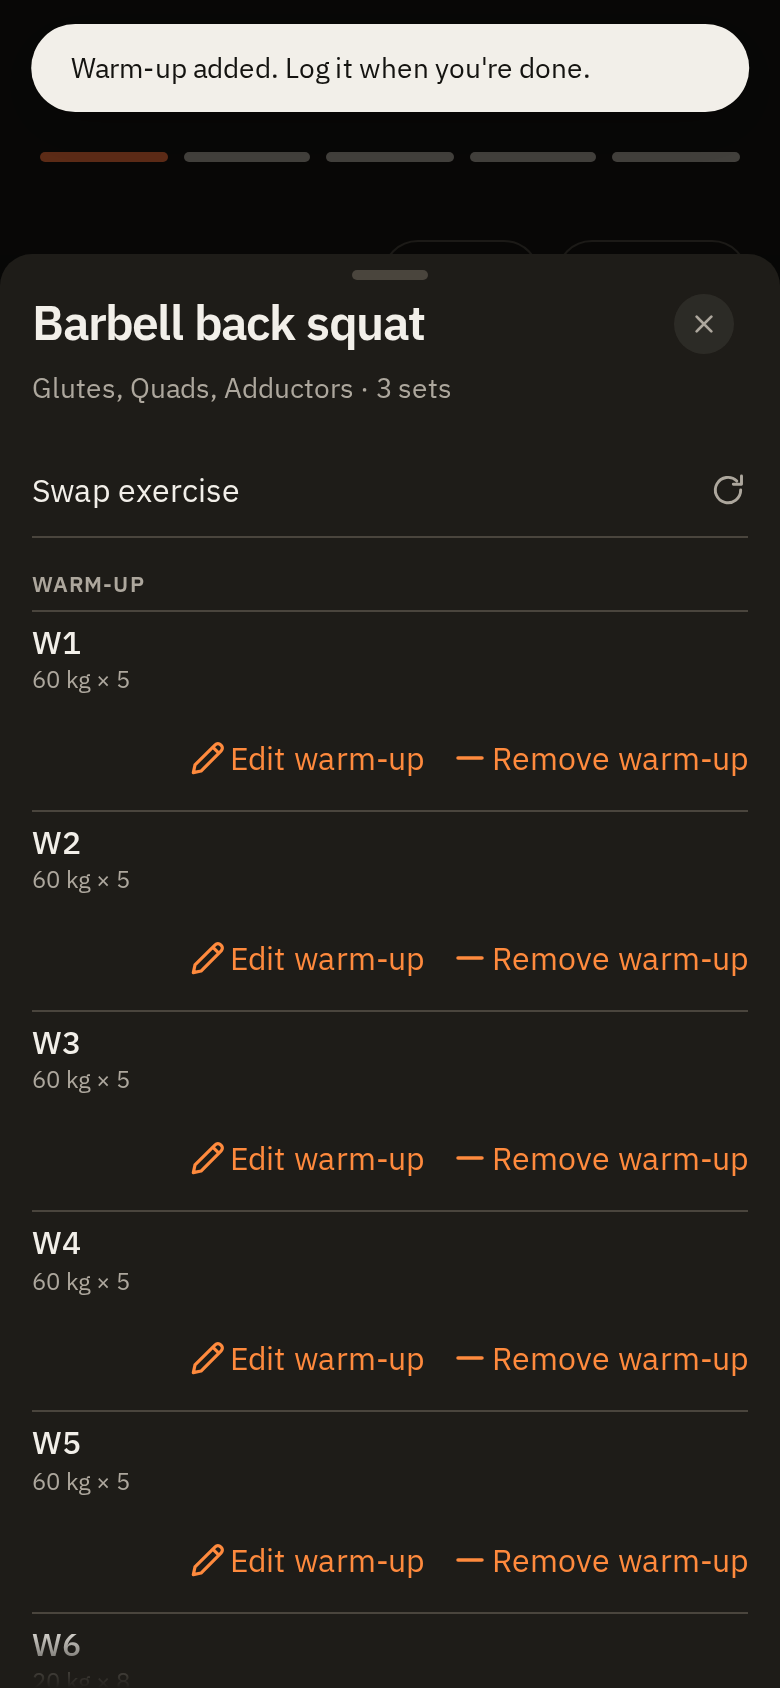 Warm-up added. Log it when you're done.
Barbell back squat
Glutes, Quads, Adductors · 3 sets
Swap exercise
WARM-UP
W1
60 kg × 5
Edit warm-up Remove warm-up
W2
60 kg × 5
Edit warm-up Remove warm-up
W3
60 kg × 5
Edit warm-up Remove warm-up
W4
60 kg × 5
Edit warm-up Remove warm-up
W5
60 kg × 5
Edit warm-up Remove warm-up
W6
20 kg × 8